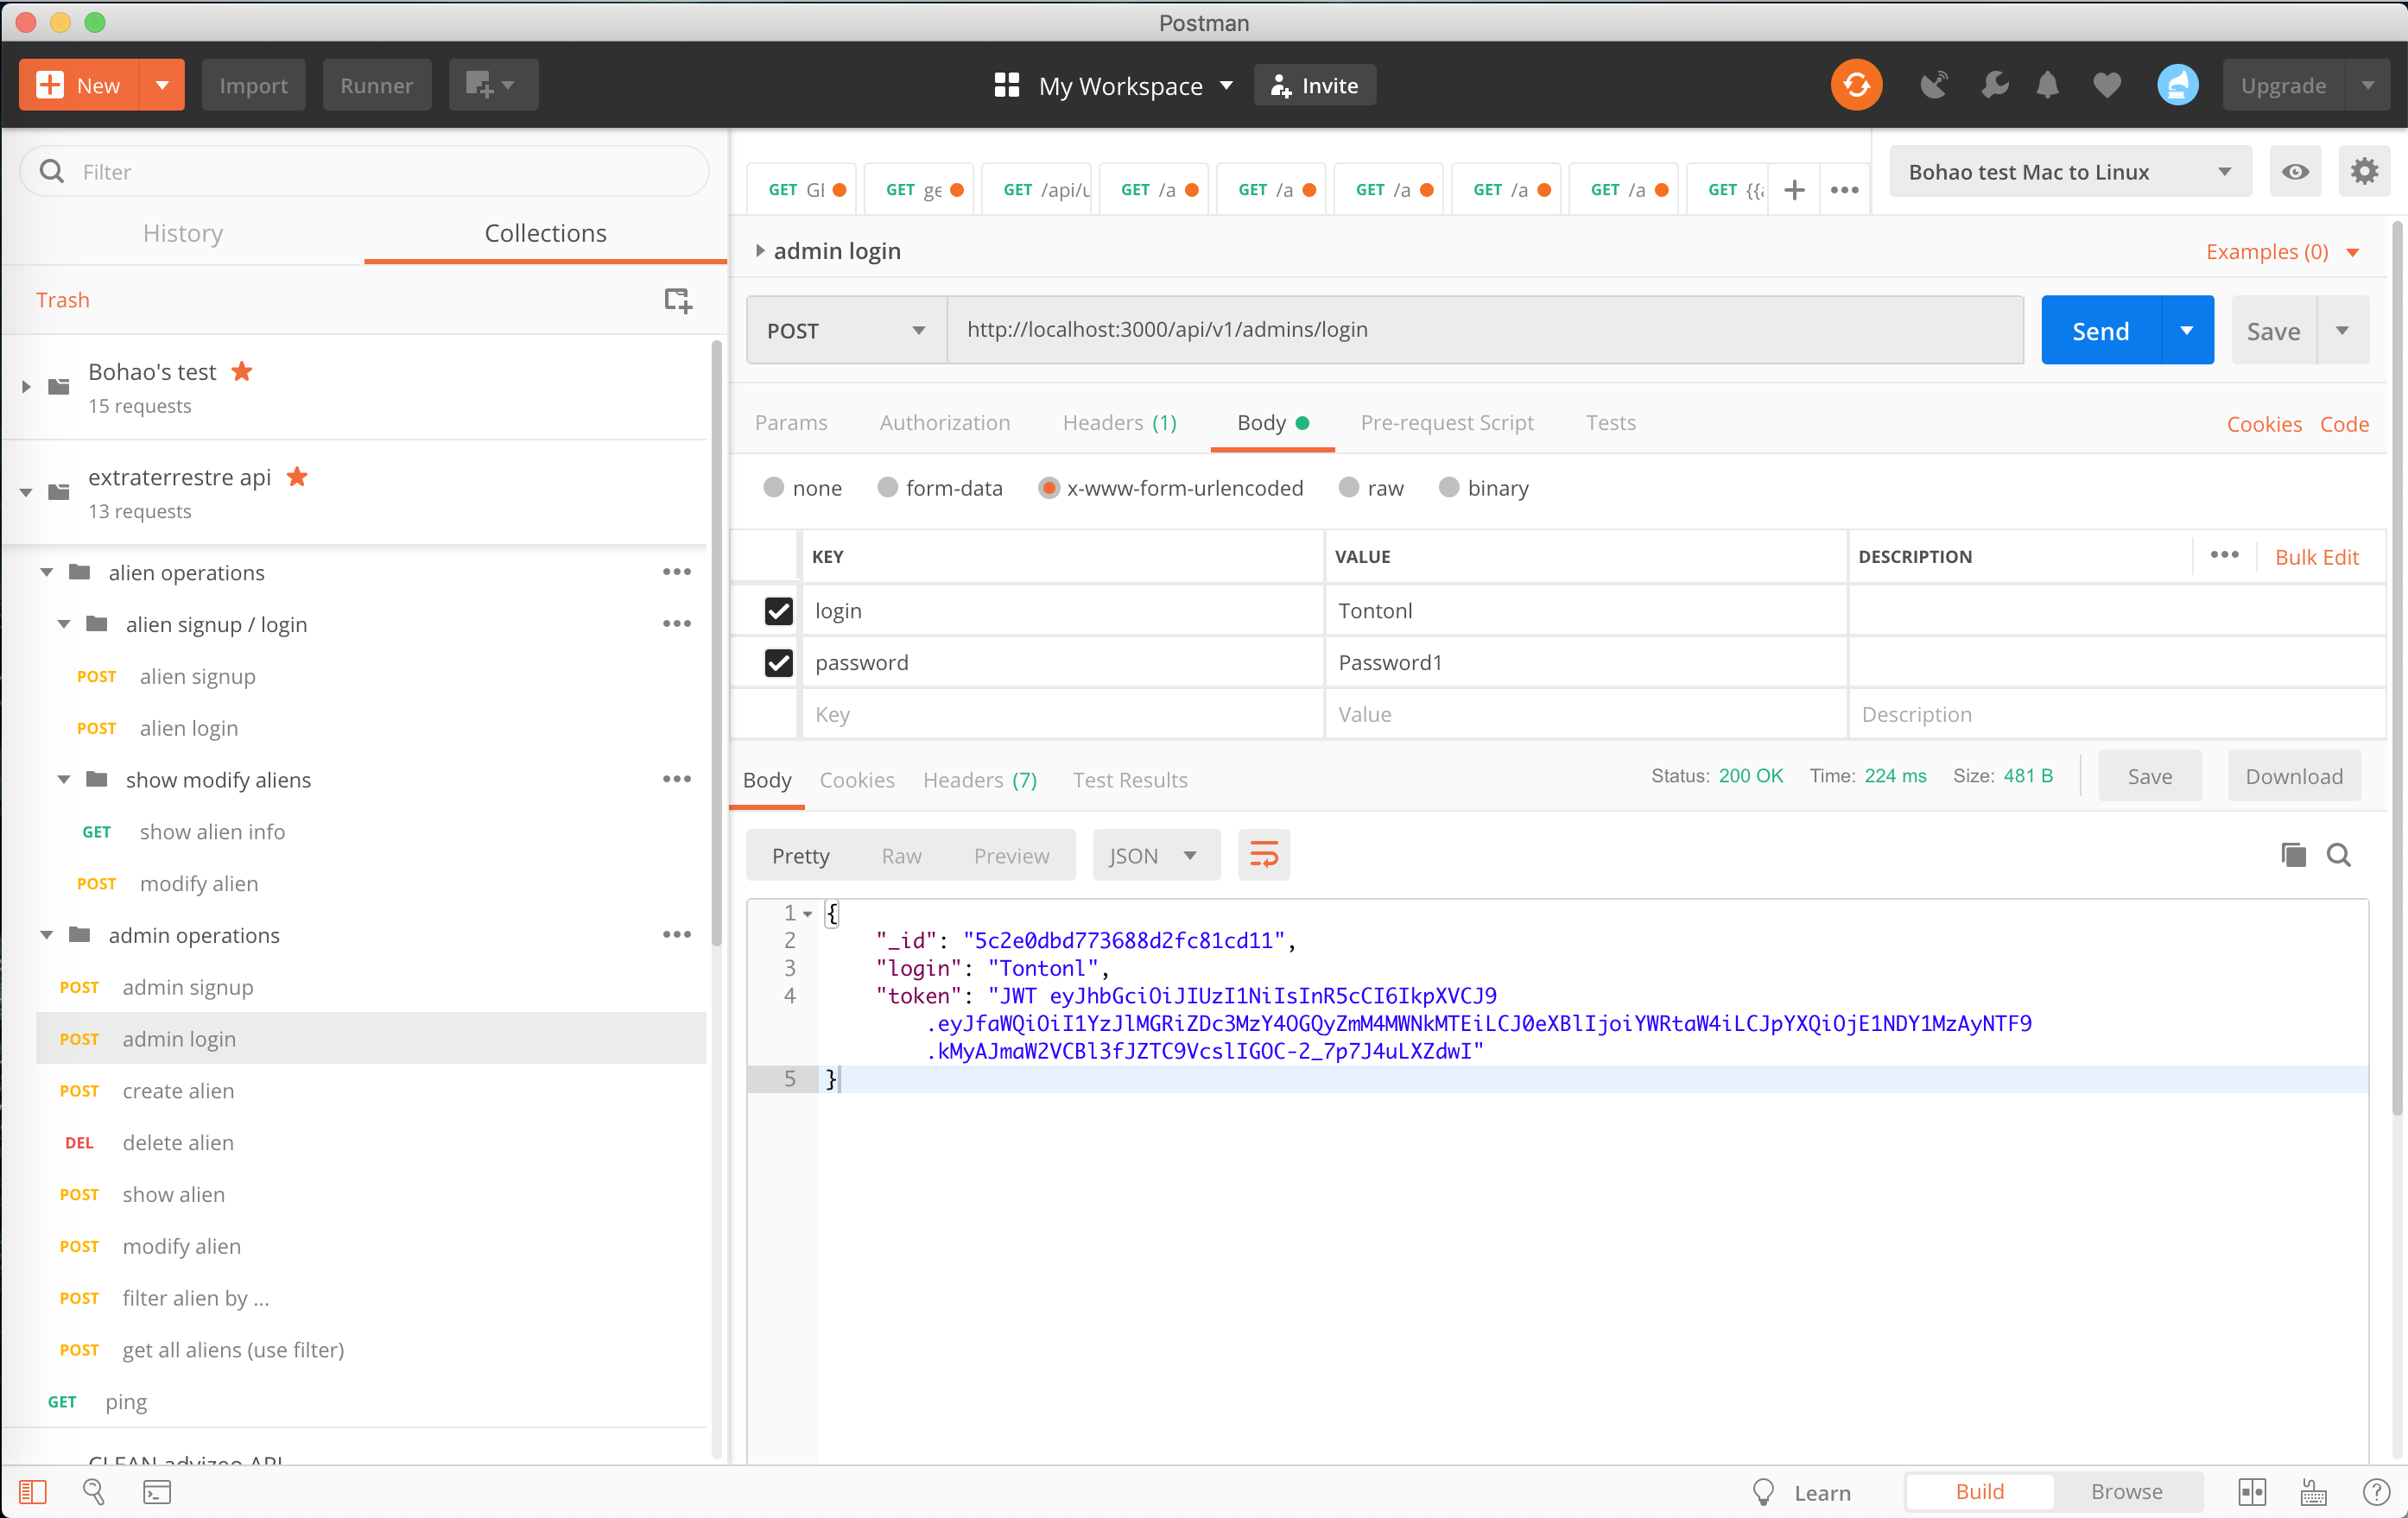 Postman
New
Import
Runner
My Workspace
Invite
Upgrade
Filter
History
Collections
Trash
Bohao's test
15 requests
extraterrestre api
13 requests
alien operations
alien signup / login
POST alien signup
POST alien login
show modify aliens
GET show alien info
POST modify alien
admin operations
POST admin signup
POST admin login
POST create alien
DEL delete alien
POST show alien
POST modify alien
POST filter alien by ...
POST get all aliens (use filter)
GET ping
CLEAN advizeo API
GET GE
GET ge
GET /api/u
GET /a
GET /a
GET /a
GET /a
GET /a
GET {{a
Bohao test Mac to Linux
admin login
Examples (0)
POST
http://localhost:3000/api/v1/admins/login
Send
Save
Params
Authorization
Headers (1)
Body
Pre-request Script
Tests
Cookies
Code
none
form-data
x-www-form-urlencoded
raw
binary
KEY VALUE DESCRIPTION
Bulk Edit
login Tontonl
password Password1
Key Value Description
Body
Cookies
Headers (7)
Test Results
Status: 200 OK Time: 224 ms Size: 481 B
Save
Download
Pretty
Raw
Preview
JSON
1 {
2 "_id": "5c2e0dbd773688d2fc81cd11",
3 "login": "Tontonl",
4 "token": "JWT eyJhbGciOiJIUzI1NiIsInR5cCI6IkpXVCJ9
.eyJfaWQiOiI1YzJlMGRiZDc3MzY4OGQyZmM4MWNkMTEiLCJ0eXBlIjoiYWRtaW4iLCJpYXQiOjE1NDY1MzAyNTF9
.kMyAJmaW2VCBl3fJZTC9VcslIGOC-2_7p7J4uLXZdwI"
5 }
Learn
Build
Browse